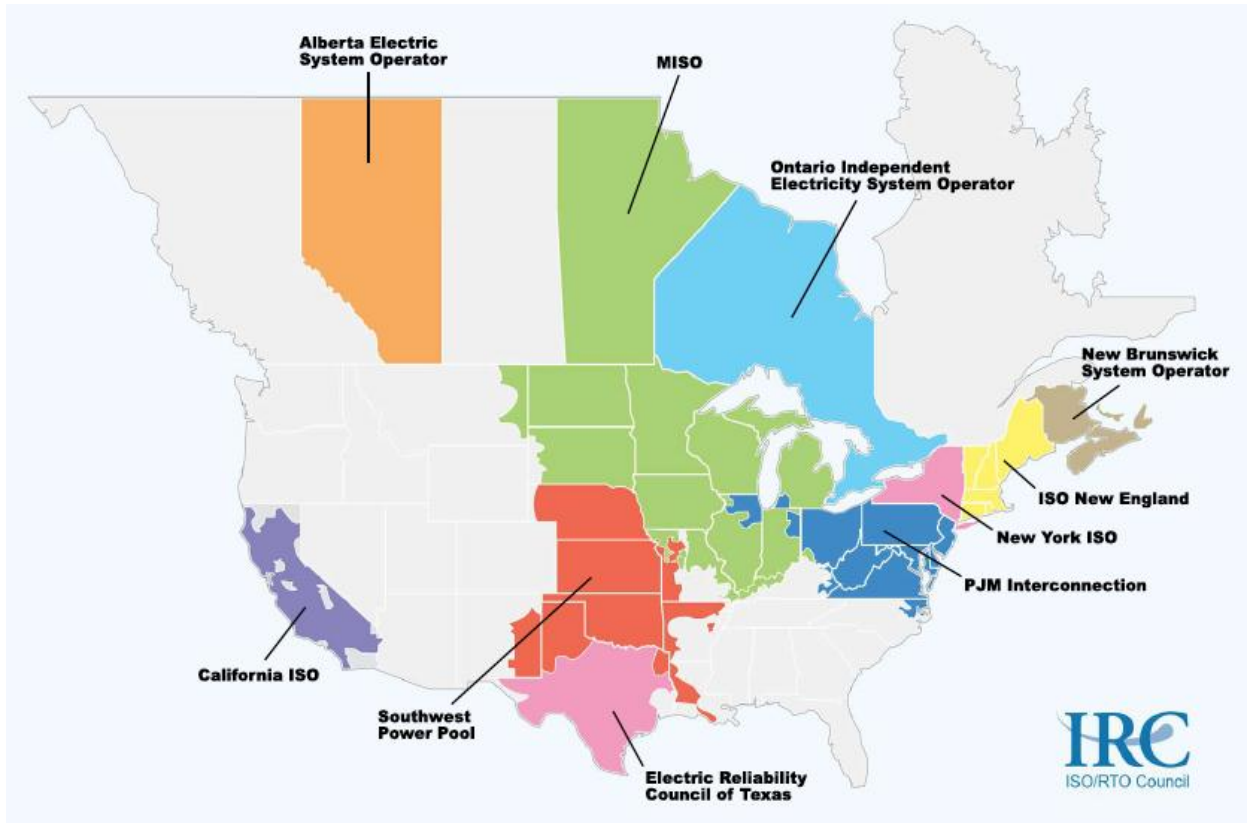 Alberta Electric
System Operator
MISO
Ontario Independent
Electricity System Operator
New Brunswick
System Operator
ISO New England
New York ISO
PJM Interconnection
California ISO
Southwest
Power Pool
Electric Reliability
Council of Texas
IRC
ISO/RTO Council